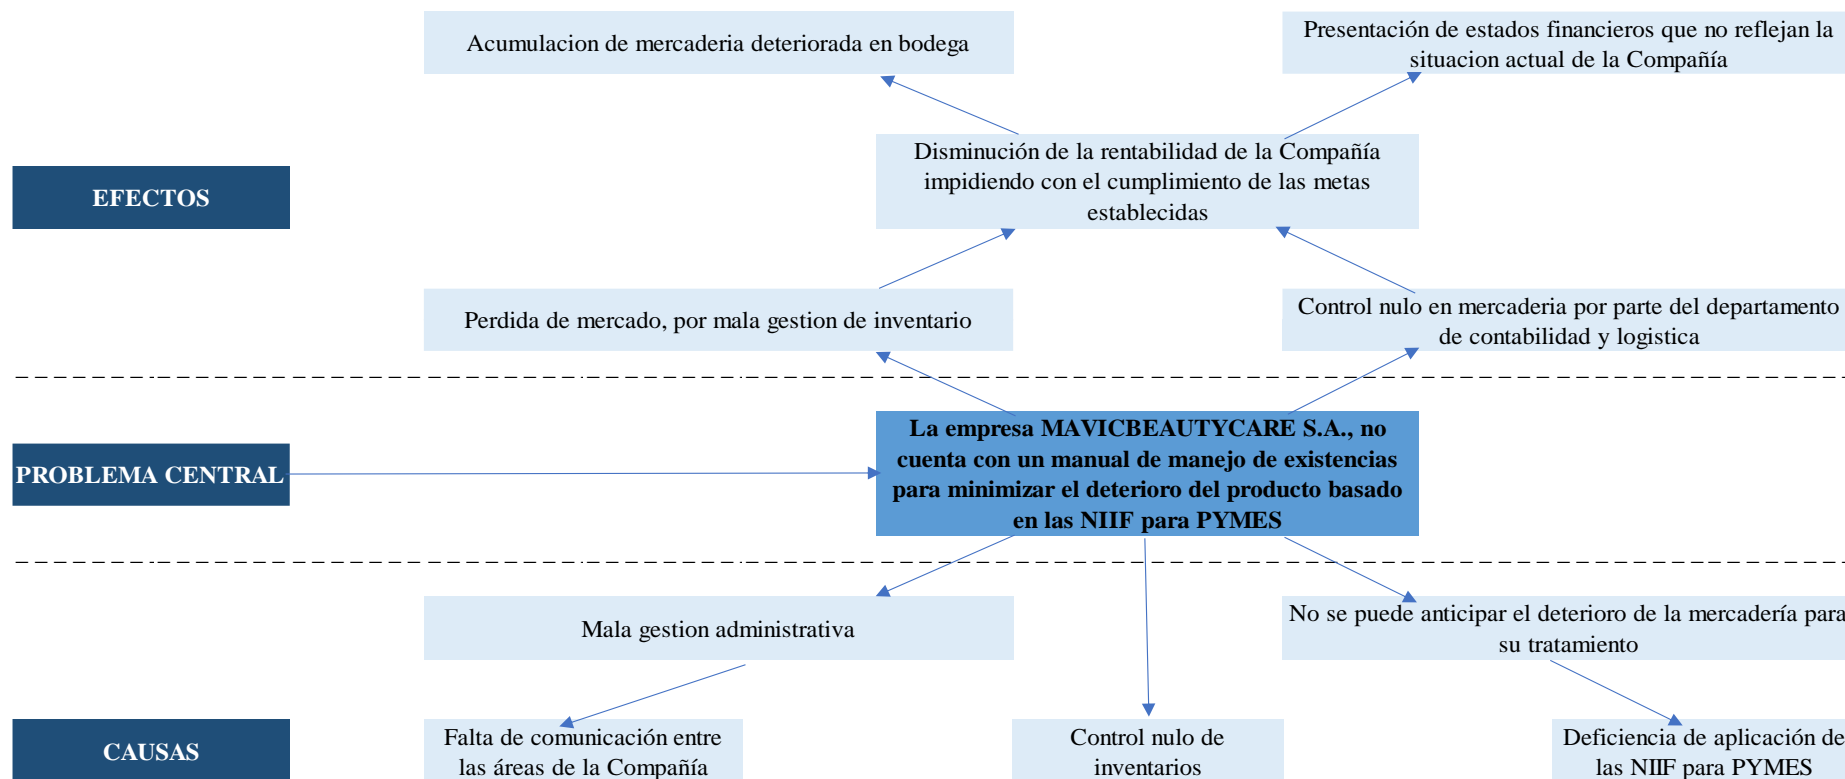 Acumulacion de mercaderia deteriorada en bodega
Presentación de estados financieros que no reflejan la
situacion actual de la Compañía
EFECTOS
Disminución de la rentabilidad de la Compañía
impidiendo con el cumplimiento de las metas
establecidas
Perdida de mercado, por mala gestion de inventario
Control nulo en mercaderia por parte del departamento
de contabilidad y logistica
PROBLEMA CENTRAL
La empresa MAVICBEAUTYCARE S.A., no
cuenta con un manual de manejo de existencias
para minimizar el deterioro del producto basado
en las NIIF para PYMES
Mala gestion administrativa
No se puede anticipar el deterioro de la mercadería para
su tratamiento
CAUSAS
Falta de comunicación entre
las áreas de la Compañía
Control nulo de
inventarios
Deficiencia de aplicación de
las NIIF para PYMES